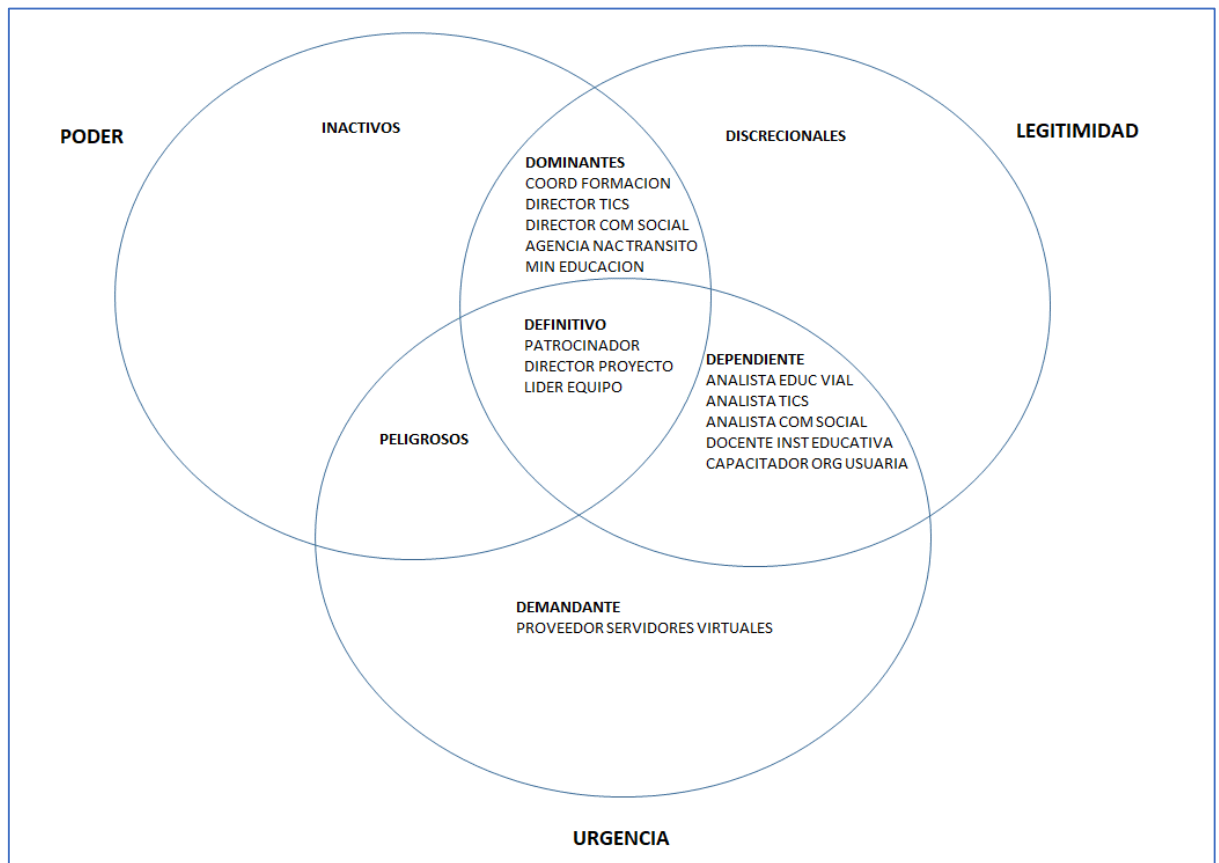 PODER
INACTIVOS
DISCRECIONALES
LEGITIMIDAD
DOMINANTES
COORD FORMACION
DIRECTOR TICS
DIRECTOR COM SOCIAL
AGENCIA NAC TRANSITO
MIN EDUCACION
DEFINITIVO
PATROCINADOR
DIRECTOR PROYECTO
LIDER EQUIPO
DEPENDIENTE
ANALISTA EDUC VIAL
ANALISTA TICS
ANALISTA COM SOCIAL
DOCENTE INST EDUCATIVA
CAPACITADOR ORG USUARIA
PELIGROSOS
DEMANDANTE
PROVEEDOR SERVIDORES VIRTUALES
URGENCIA